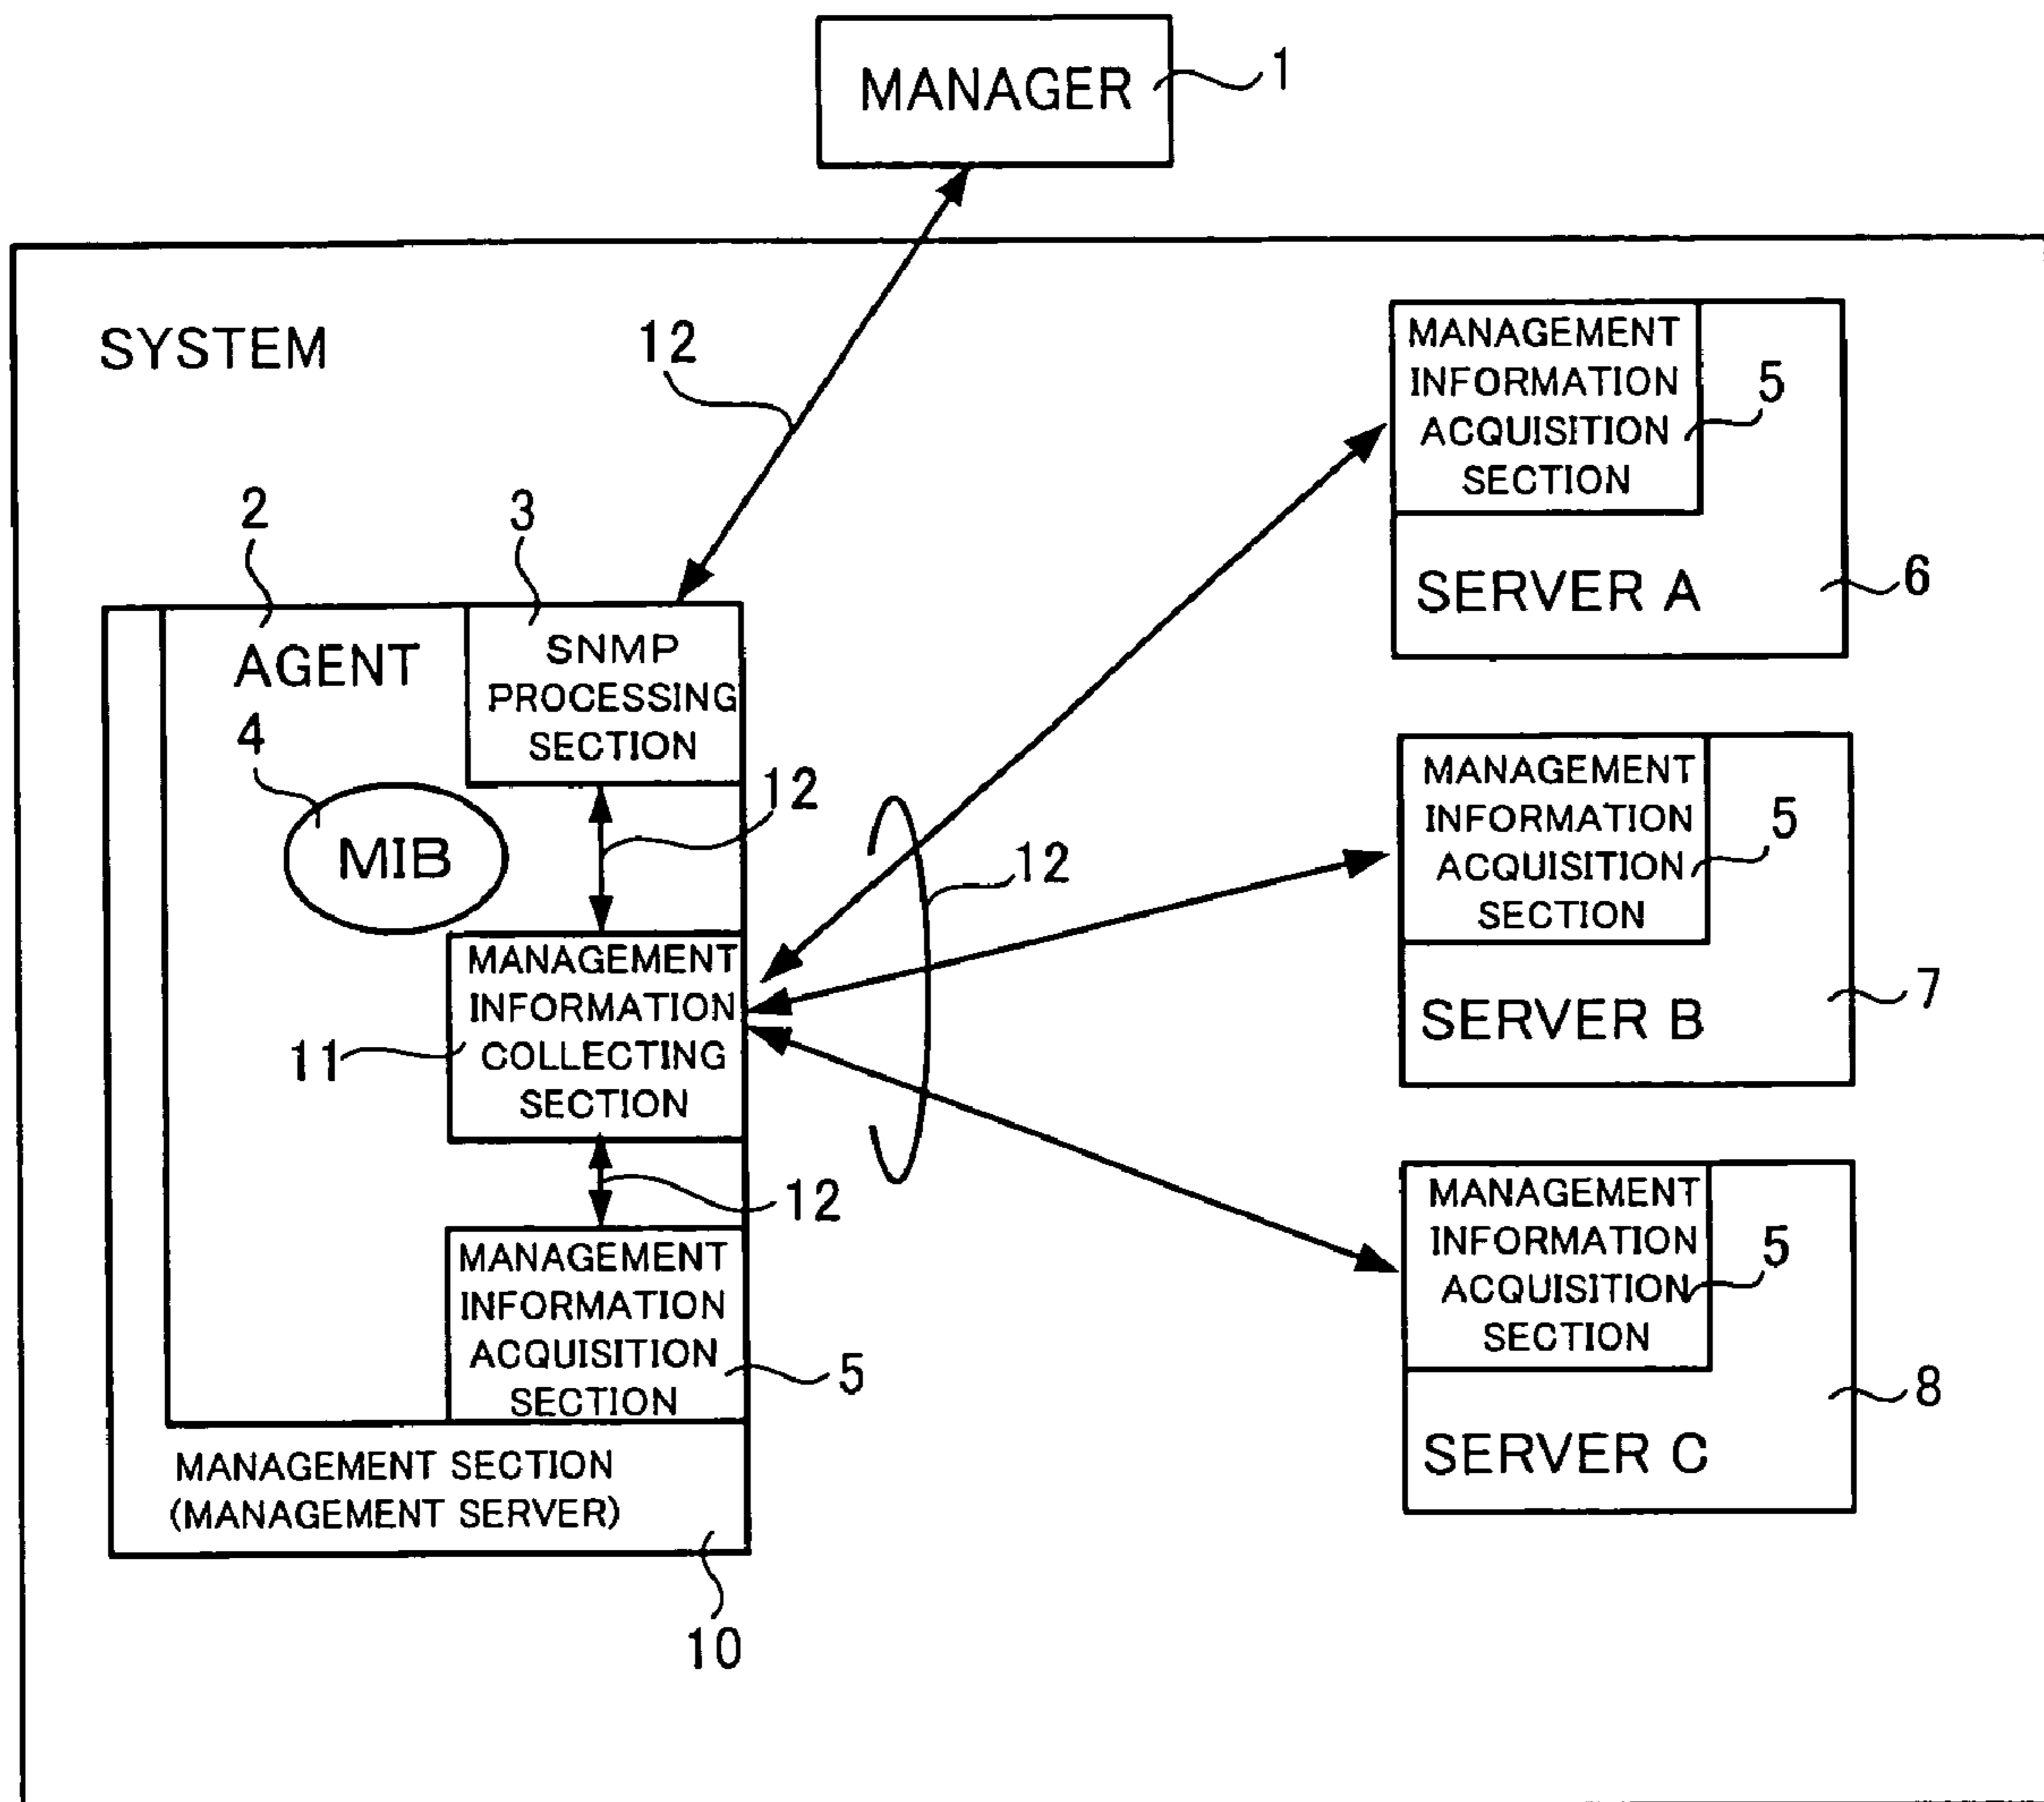 MANAGER
1
SYSTEM
12
MANAGEMENT
INFORMATION
ACQUISITION
SECTION
5
SERVER A
6
2
3
AGENT
SNMP
PROCESSING
SECTION
4
MIB
12
12
MANAGEMENT
INFORMATION
COLLECTING
SECTION
11
12
MANAGEMENT
INFORMATION
ACQUISITION
SECTION
5
MANAGEMENT SECTION
(MANAGEMENT SERVER)
10
MANAGEMENT
INFORMATION
ACQUISITION
SECTION
5
SERVER B
7
MANAGEMENT
INFORMATION
ACQUISITION
SECTION
5
SERVER C
8